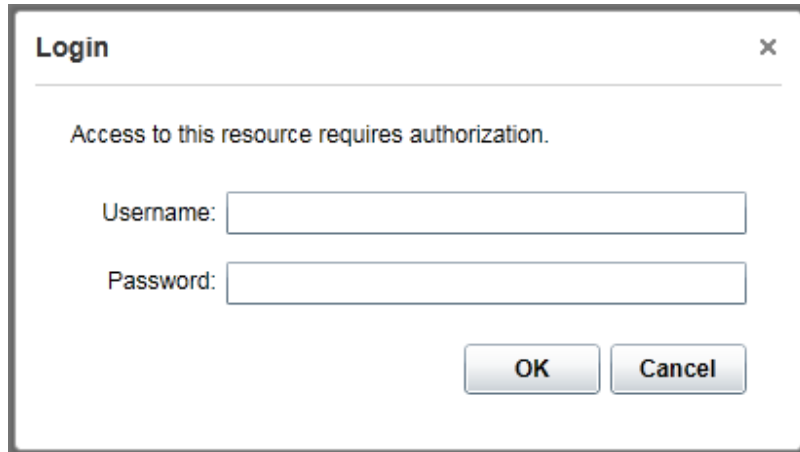 Login
Access to this resource requires authorization.
Username:
Password:
OK Cancel